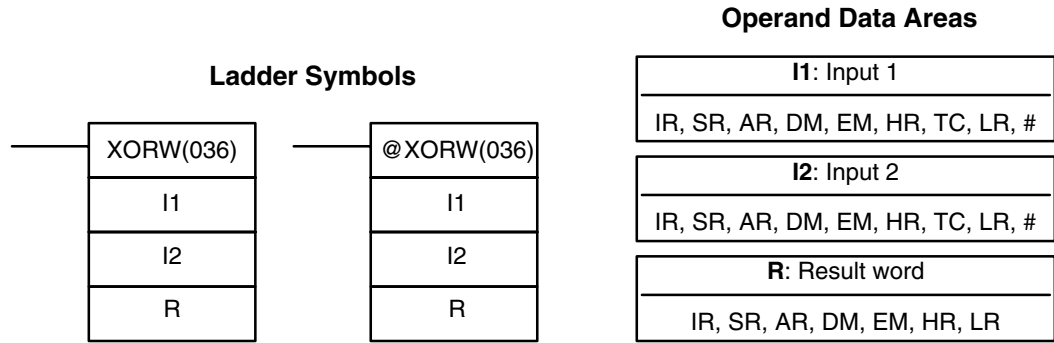 Ladder Symbols
XORW(036)
I1
I2
R
@XORW(036)
I1
I2
R
Operand Data Areas
I1: Input 1
IR, SR, AR, DM, EM, HR, TC, LR, #
I2: Input 2
IR, SR, AR, DM, EM, HR, TC, LR, #
R: Result word
IR, SR, AR, DM, EM, HR, LR